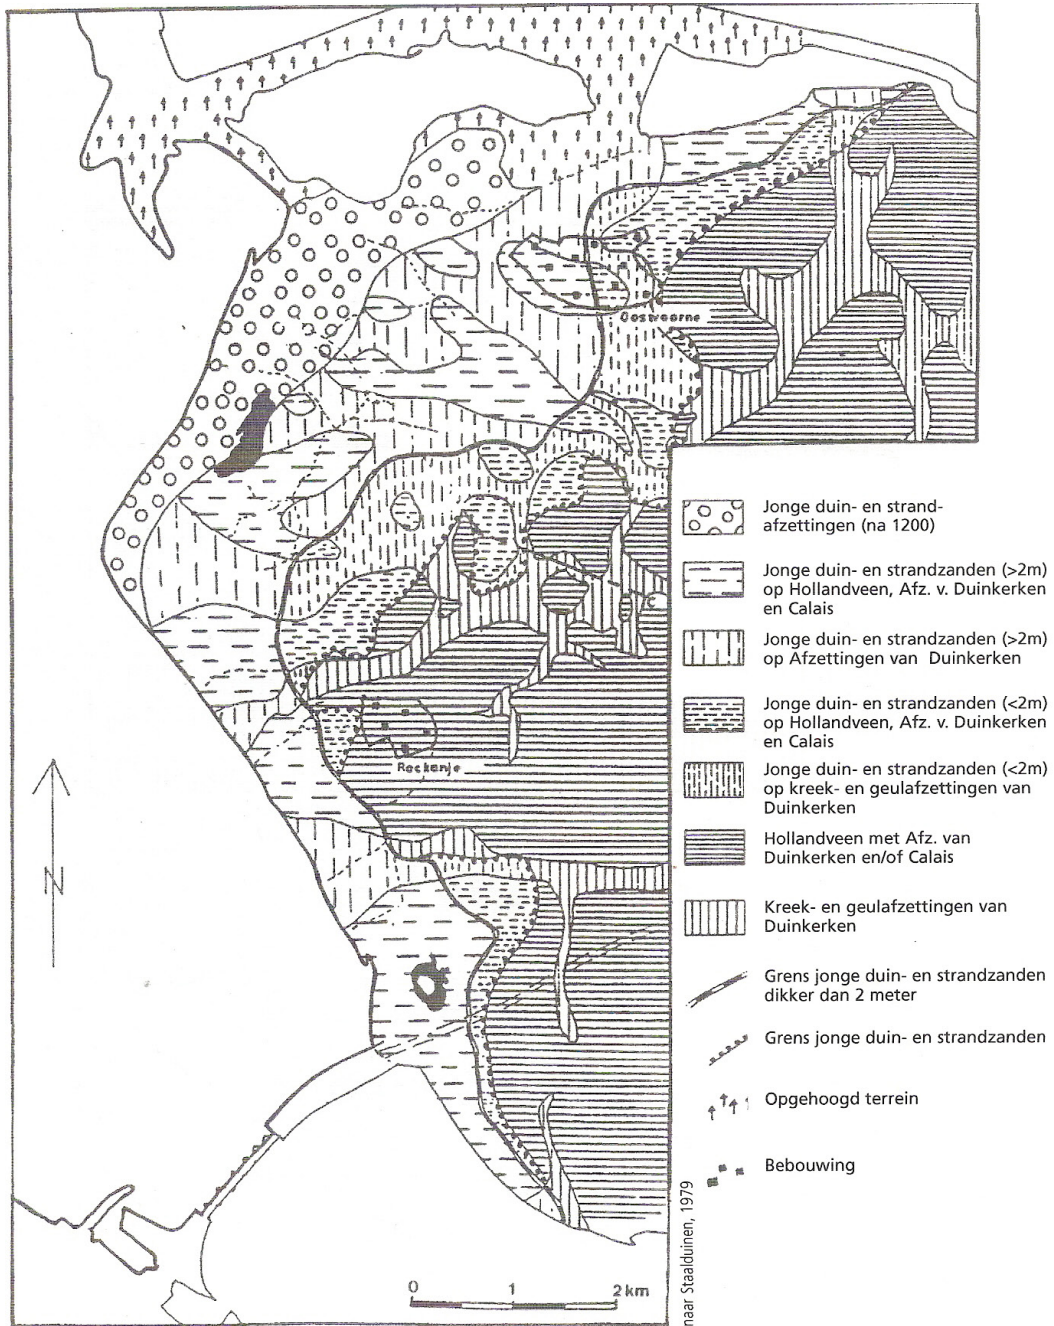 Oostvoorne
Rockanje
N
0 1 2 km
naar Staalduinen, 1979
Jonge duin- en strand-
afzettingen (na 1200)
Jonge duin- en strandzanden (>2m)
op Hollandveen, Afz. v. Duinkerken
en Calais
Jonge duin- en strandzanden (>2m)
op Afzettingen van Duinkerken
Jonge duin- en strandzanden (<2m)
op Hollandveen, Afz. v. Duinkerken
en Calais
Jonge duin- en strandzanden (<2m)
op kreek- en geulafzettingen van
Duinkerken
Hollandveen met Afz. van
Duinkerken en/of Calais
Kreek- en geulafzettingen van
Duinkerken
Grens jonge duin- en strandzanden
dikker dan 2 meter
Grens jonge duin- en strandzanden
Opgehoogd terrein
Bebouwing